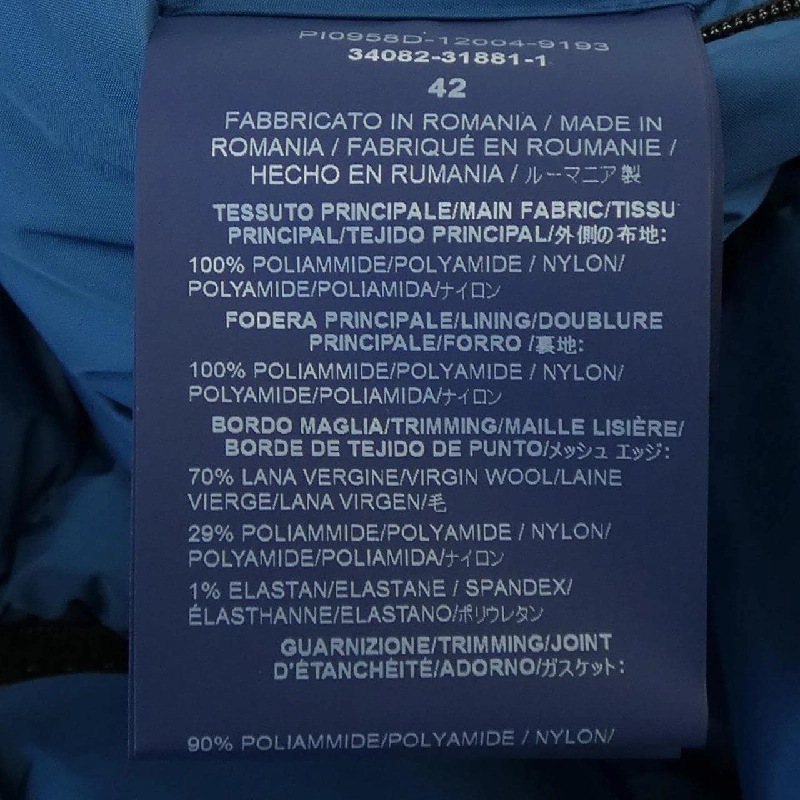 PI0958D-12004-9193
34082-31881-1
42
FABBRICATO IN ROMANIA / MADE IN
ROMANIA / FABRIQUÉ EN ROUMANIE /
HECHO EN RUMANIA / ルーマニア製
TESSUTO PRINCIPALE/MAIN FABRIC/TISSU
PRINCIPAL/TEJIDO PRINCIPAL/外側の布地:
100% POLIAMMIDE/POLYAMIDE / NYLON/
POLYAMIDE/POLIAMIDA/ナイロン
FODERA PRINCIPALE/LINING/DOUBLURE
PRINCIPALE/FORRO /裏地:
100% POLIAMMIDE/POLYAMIDE / NYLON/
POLYAMIDE/POLIAMIDA/ナイロン
BORDO MAGLIA/TRIMMING/MAILLE LISIÈRE/
BORDE DE TEJIDO DE PUNTO/メッシュ エッジ:
70% LANA VERGINE/VIRGIN WOOL/LAINE
VIERGE/LANA VIRGEN/毛
29% POLIAMMIDE/POLYAMIDE / NYLON/
POLYAMIDE/POLIAMIDA/ナイロン
1% ELASTAN/ELASTANE / SPANDEX/
ÉLASTHANNE/ELASTANO/ポリウレタン
GUARNIZIONE/TRIMMING/JOINT
D'ÉTANCHÉITÉ/ADORNO/ガスケット:
90% POLIAMMIDE/POLYAMIDE / NYLON/